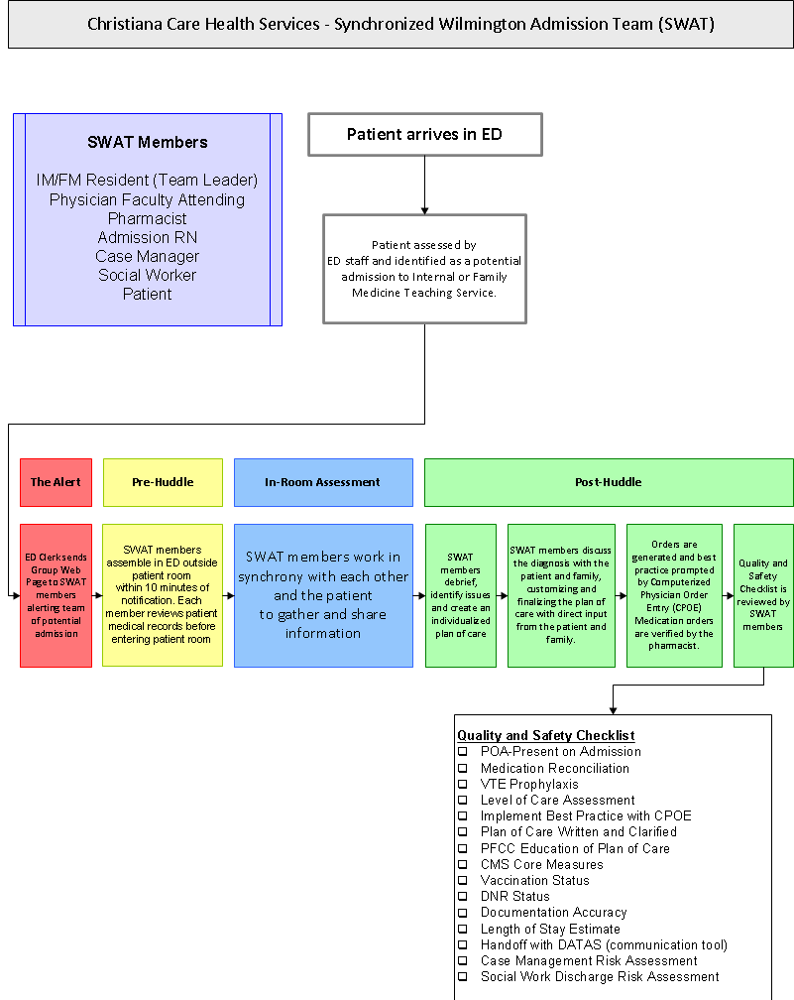 Christiana Care Health Services - Synchronized Wilmington Admission Team (SWAT)
SWAT Members
IM/FM Resident (Team Leader)
Physician Faculty Attending
Pharmacist
Admission RN
Case Manager
Social Worker
Patient
Patient arrives in ED
Patient assessed by
ED staff and identified as a potential
admission to Internal or Family
Medicine Teaching Service.
The Alert
Pre-Huddle
In-Room Assessment
Post-Huddle
ED Clerk sends
Group Web
Page to SWAT
members
alerting team
of potential
admission
SWAT members
assemble in ED outside
patient room
within 10 minutes of
notification. Each
member reviews patient
medical records before
entering patient room
SWAT members work in
synchrony with each other
and the patient
to gather and share
information
SWAT
members
debrief,
identify issues
and create an
individualized
plan of care
SWAT members discuss
the diagnosis with the
patient and family,
customizing and
finalizing the plan of
care with direct input
from the patient and
family.
Orders are
generated and best
practice prompted
by Computerized
Physician Order
Entry (CPOE)
Medication orders
are verified by the
pharmacist.
Quality and
Safety
Checklist is
reviewed by
SWAT
members
Quality and Safety Checklist
POA-Present on Admission
Medication Reconciliation
VTE Prophylaxis
Level of Care Assessment
Implement Best Practice with CPOE
Plan of Care Written and Clarified
PFCC Education of Plan of Care
CMS Core Measures
Vaccination Status
DNR Status
Documentation Accuracy
Length of Stay Estimate
Handoff with DATAS (communication tool)
Case Management Risk Assessment
Social Work Discharge Risk Assessment